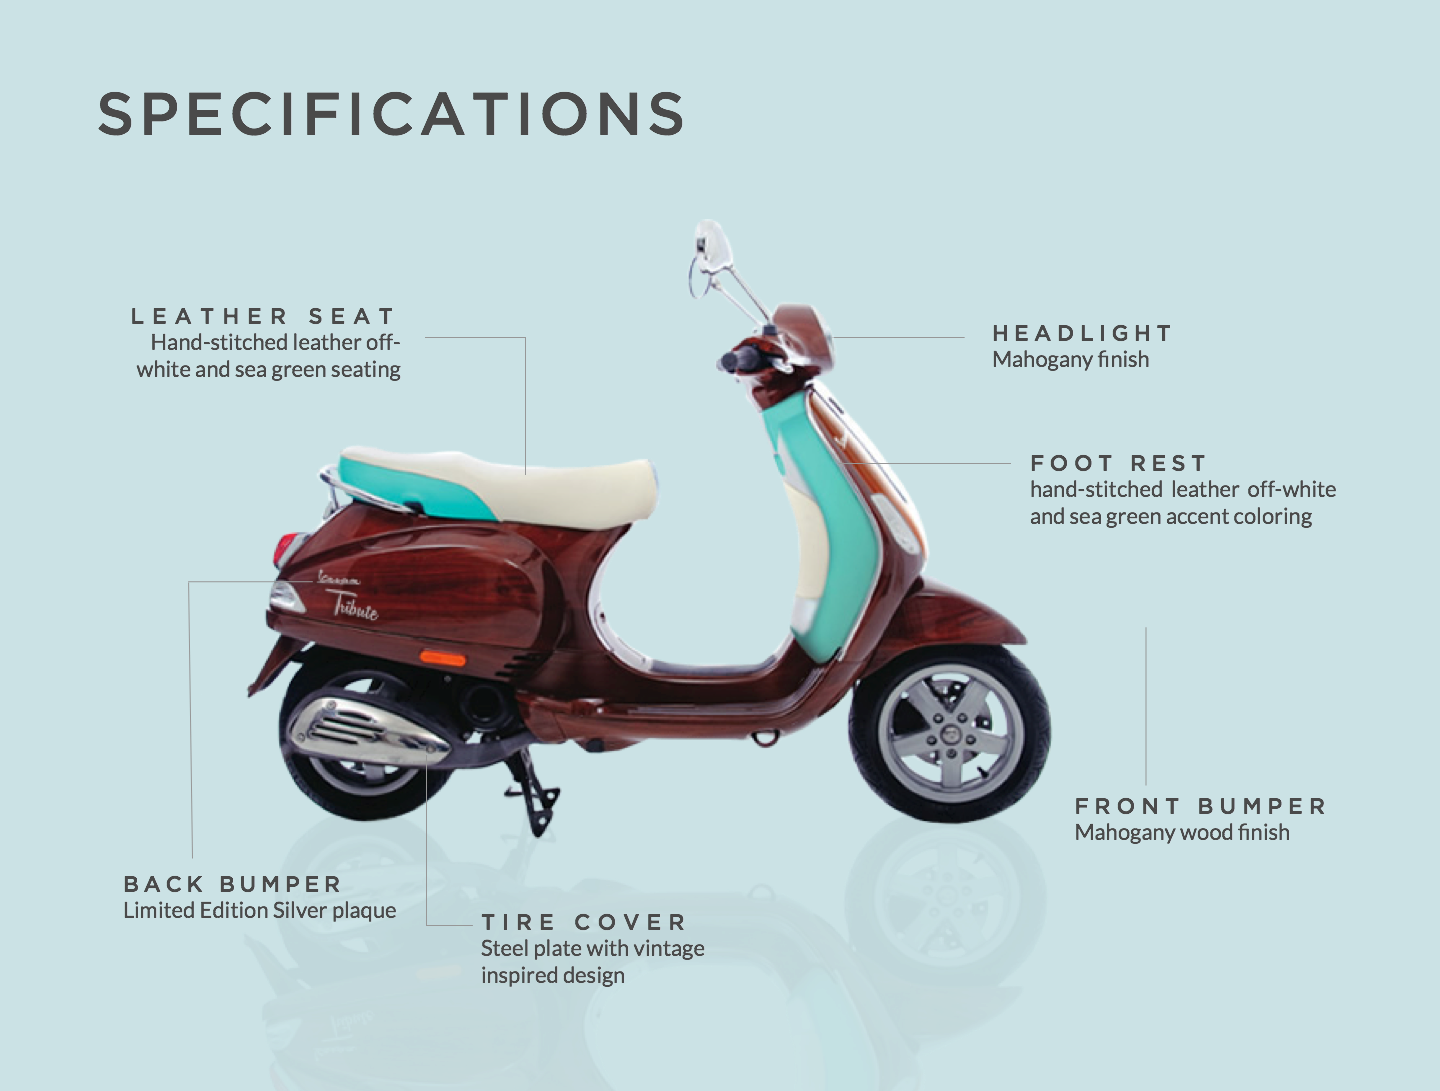 SPECIFICATIONS
LEATHER SEAT
Hand-stitched leather off-
white and sea green seating
HEADLIGHT
Mahogany finish
FOOT REST
hand-stitched leather off-white
and sea green accent coloring
Tribute
FRONT BUMPER
Mahogany wood finish
BACK BUMPER
Limited Edition Silver plaque
TIRE COVER
Steel plate with vintage
inspired design